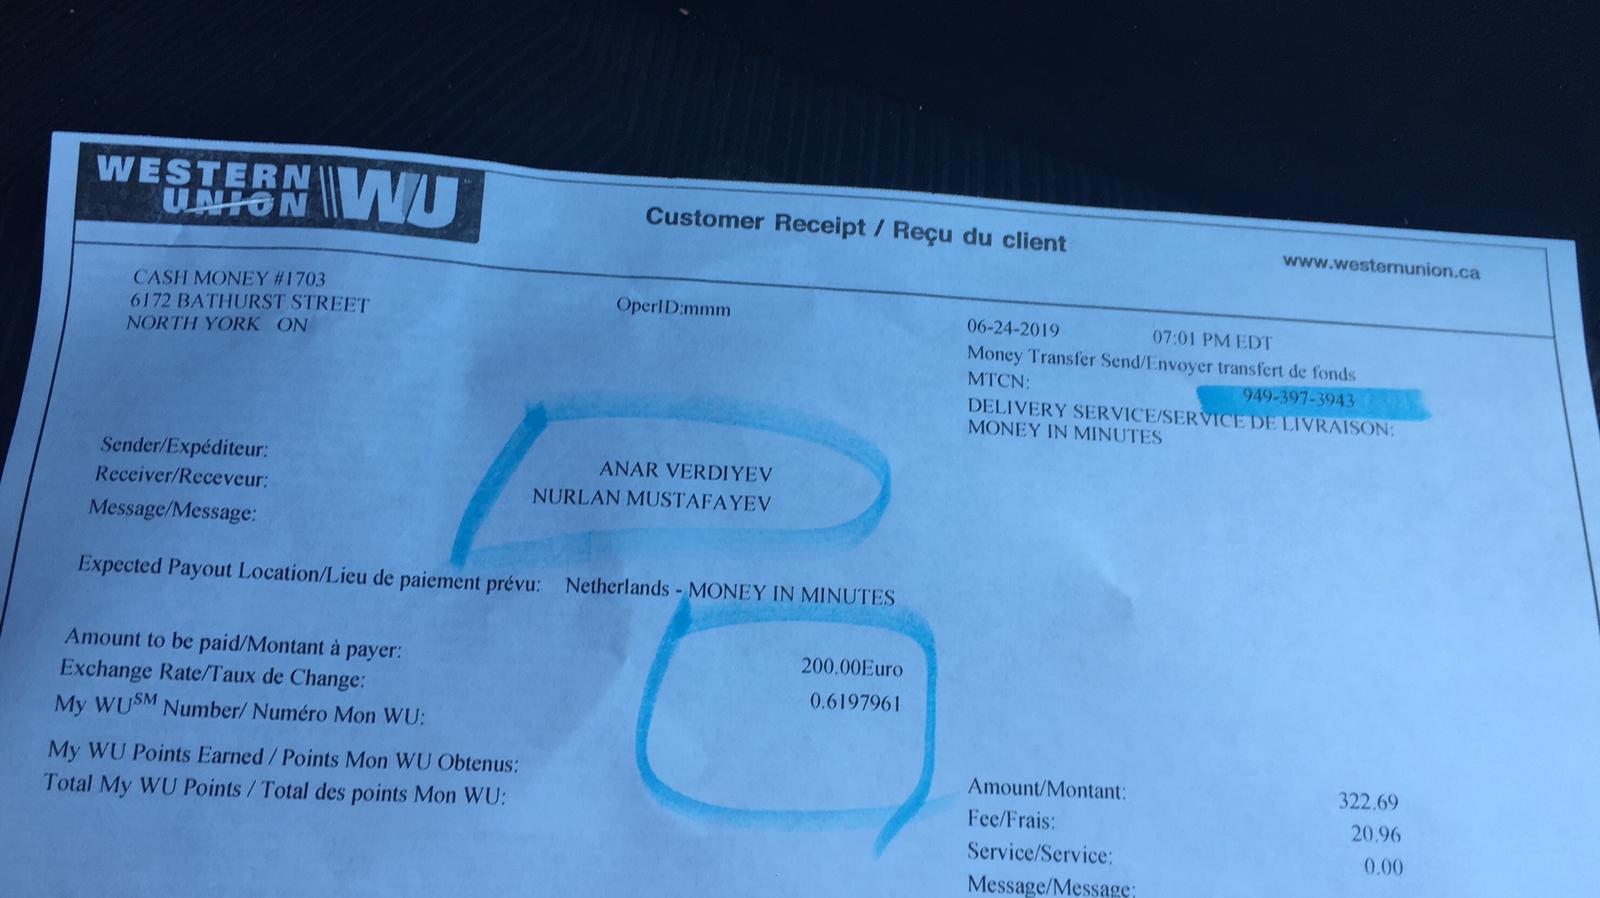 WESTERN UNION WU
Customer Receipt / Reçu du client
www.westernunion.ca
CASH MONEY #1703
6172 BATHURST STREET
NORTH YORK ON
OperID:mmm
06-24-2019 07:01 PM EDT
Money Transfer Send/Envoyer transfert de fonds
MTCN: 949-397-3943
DELIVERY SERVICE/SERVICE DE LIVRAISON:
MONEY IN MINUTES
Sender/Expéditeur: ANAR VERDIYEV
Receiver/Receveur: NURLAN MUSTAFAYEV
Message/Message:
Expected Payout Location/Lieu de paiement prévu: Netherlands - MONEY IN MINUTES
Amount to be paid/Montant à payer: 200.00Euro
Exchange Rate/Taux de Change: 0.6197961
My WU SM Number/ Numéro Mon WU:
My WU Points Earned / Points Mon WU Obtenus:
Total My WU Points / Total des points Mon WU:
Amount/Montant: 322.69
Fee/Frais: 20.96
Service/Service: 0.00
Message/Message: